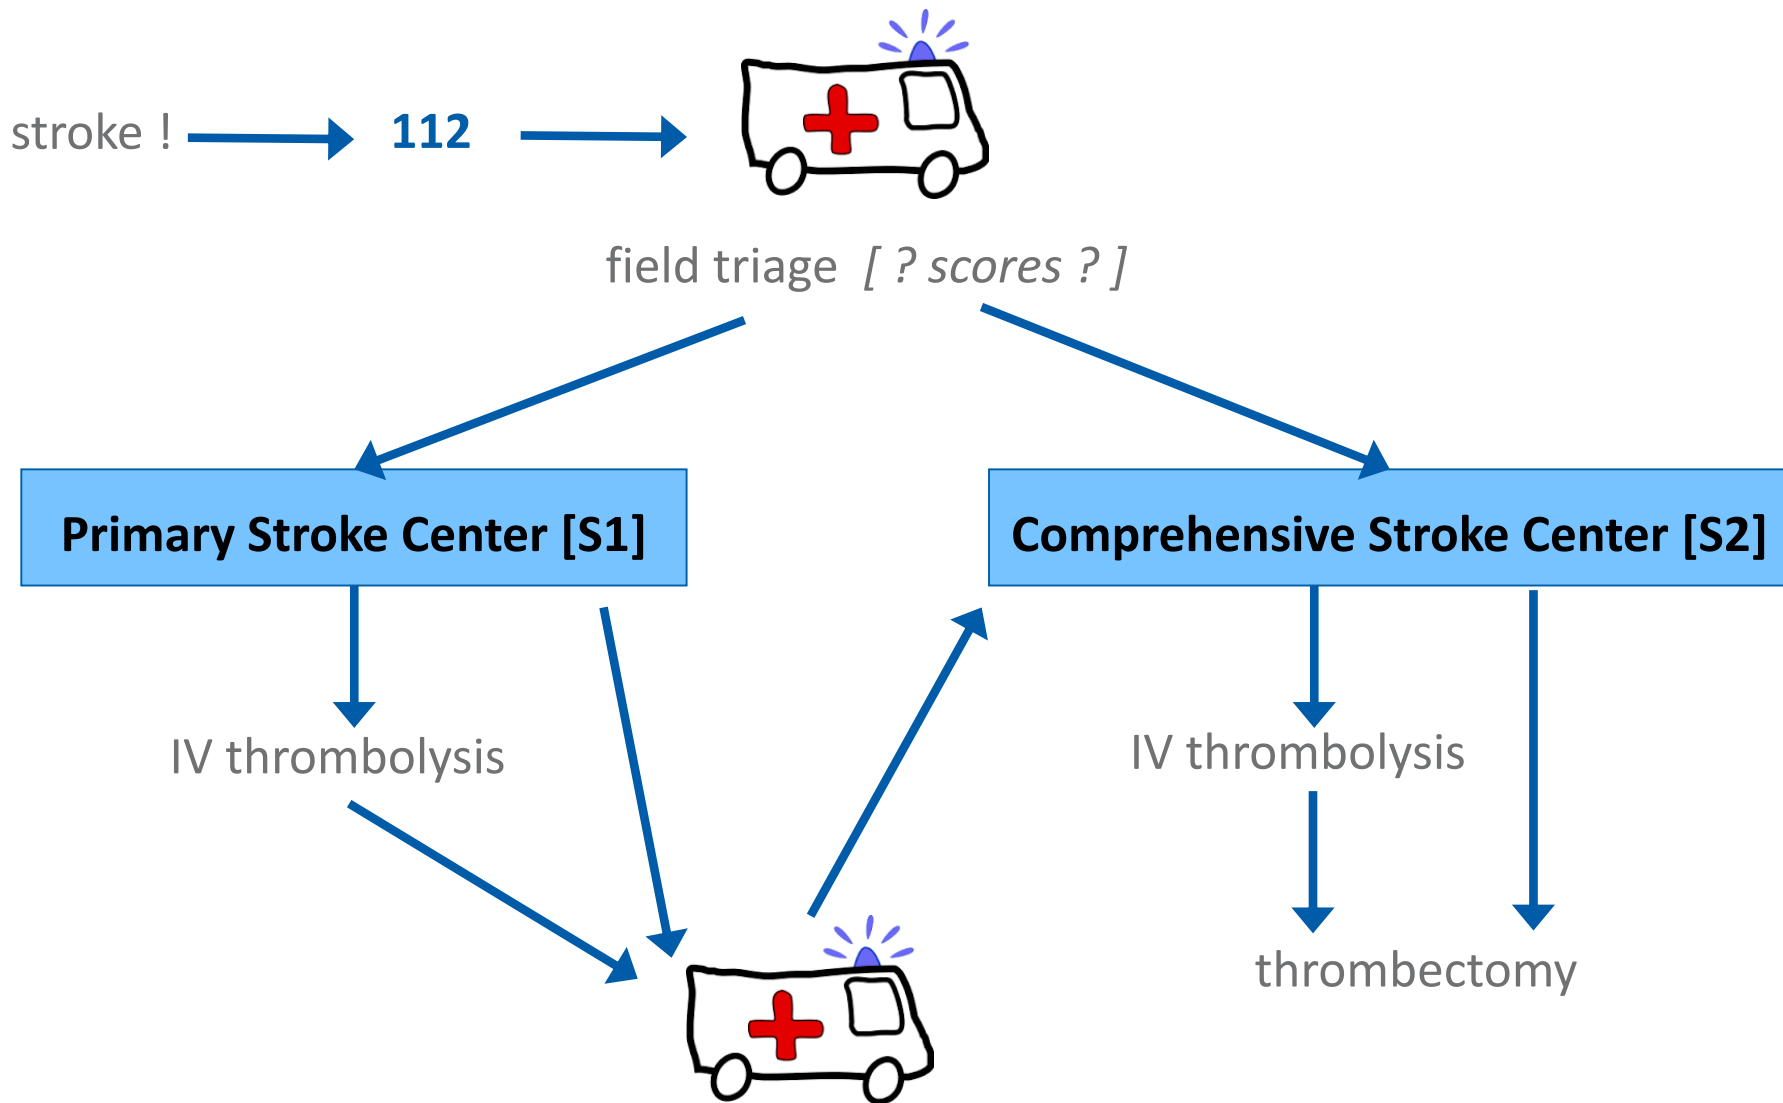 stroke !
112
field triage [ ? scores ? ]
Primary Stroke Center [S1]
Comprehensive Stroke Center [S2]
IV thrombolysis
IV thrombolysis
thrombectomy